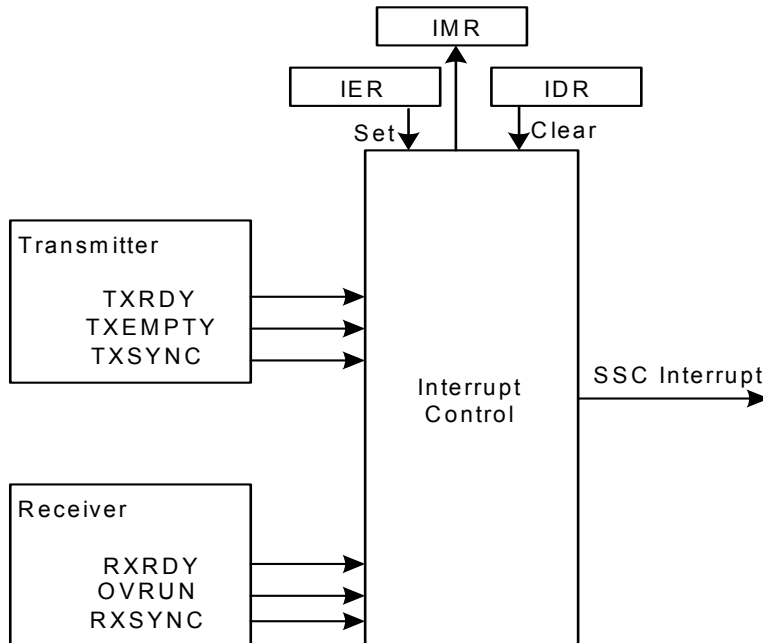 IMR
IER
IDR
Set
Clear
Transmitter
TXRDY
TXEMPTY
TXSYNC
Interrupt
Control
SSC Interrupt
Receiver
RXRDY
OVRUN
RXSYNC